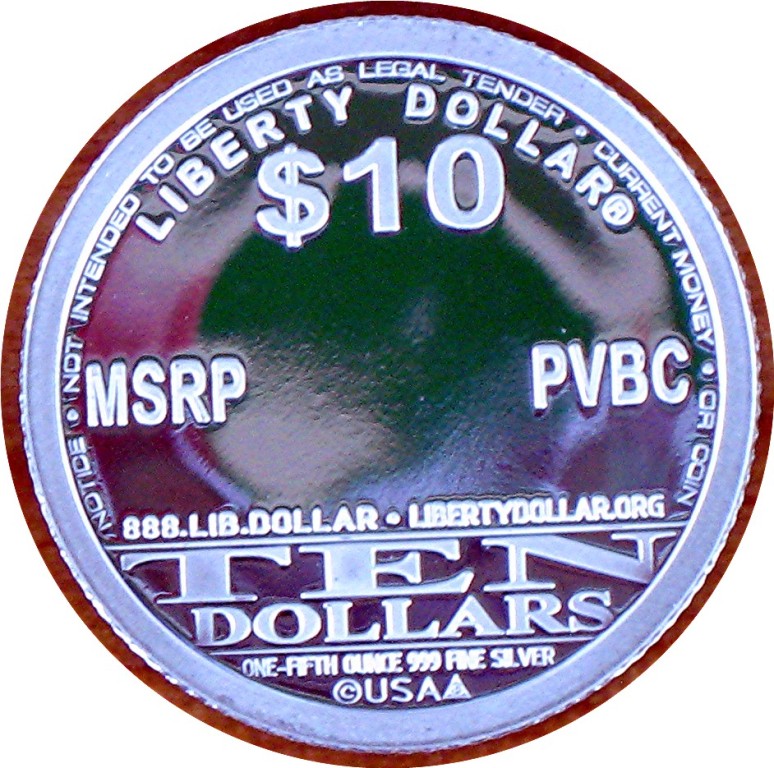 NOTICE • NOT INTENDED TO BE USED AS LEGAL TENDER • CURRENT MONEY • OR COIN
LIBERTY DOLLAR®
$10
MSRP PVBC
888.LIB.DOLLAR • LIBERTYDOLLAR.ORG
TEN
DOLLARS
ONE-FIFTH OUNCE 999 FINE SILVER
©USA